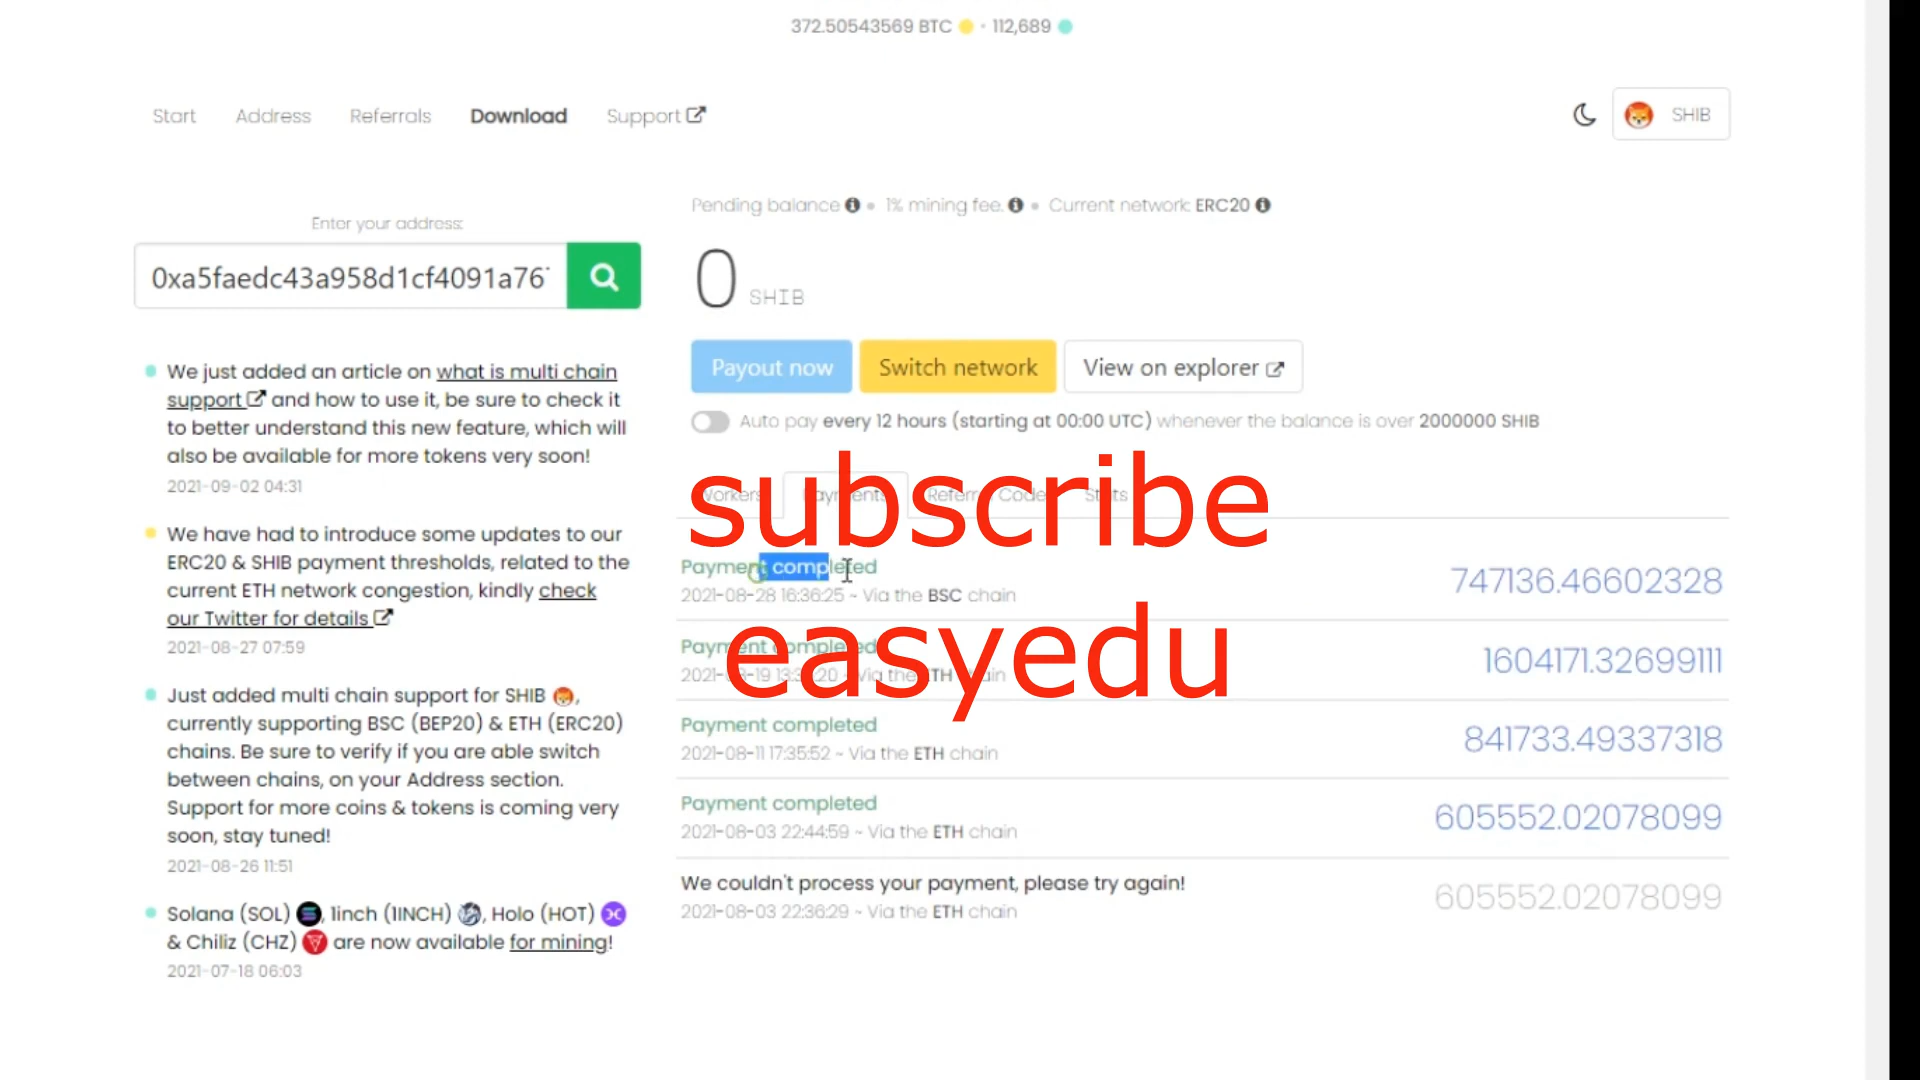 372.50543569 BTC • 112,689
Start Address Referrals Download Support
SHIB
Enter your address:
0xa5faedc43a958d1cf4091a76
We just added an article on what is multi chain
support and how to use it, be sure to check it
to better understand this new feature, which will
also be available for more tokens very soon!
2021-09-02 04:31
We have had to introduce some updates to our
ERC20 & SHIB payment thresholds, related to the
current ETH network congestion, kindly check
our Twitter for details
2021-08-27 07:59
Just added multi chain support for SHIB ,
currently supporting BSC (BEP20) & ETH (ERC20)
chains. Be sure to verify if you are able switch
between chains, on your Address section.
Support for more coins & tokens is coming very
soon, stay tuned!
2021-08-26 11:51
Solana (SOL) , 1inch (1INCH) , Holo (HOT)
& Chiliz (CHZ) are now available for mining!
2021-07-18 06:03
Pending balance • 1% mining fee. • Current network: ERC20
0 SHIB
Payout now Switch network View on explorer
Auto pay every 12 hours (starting at 00:00 UTC) whenever the balance is over 2000000 SHIB
Workers Payments Stats
subscribe
Payment completed
2021-08-28 16:36:25 ~ Via the BSC chain
747136.46602328
easyedu
Payment completed
Via the ETH chain
1604171.32699111
Payment completed
2021-08-11 17:35:52 ~ Via the ETH chain
841733.49337318
Payment completed
2021-08-03 22:44:59 ~ Via the ETH chain
605552.02078099
We couldn't process your payment, please try again!
2021-08-03 22:36:29 ~ Via the ETH chain
605552.02078099